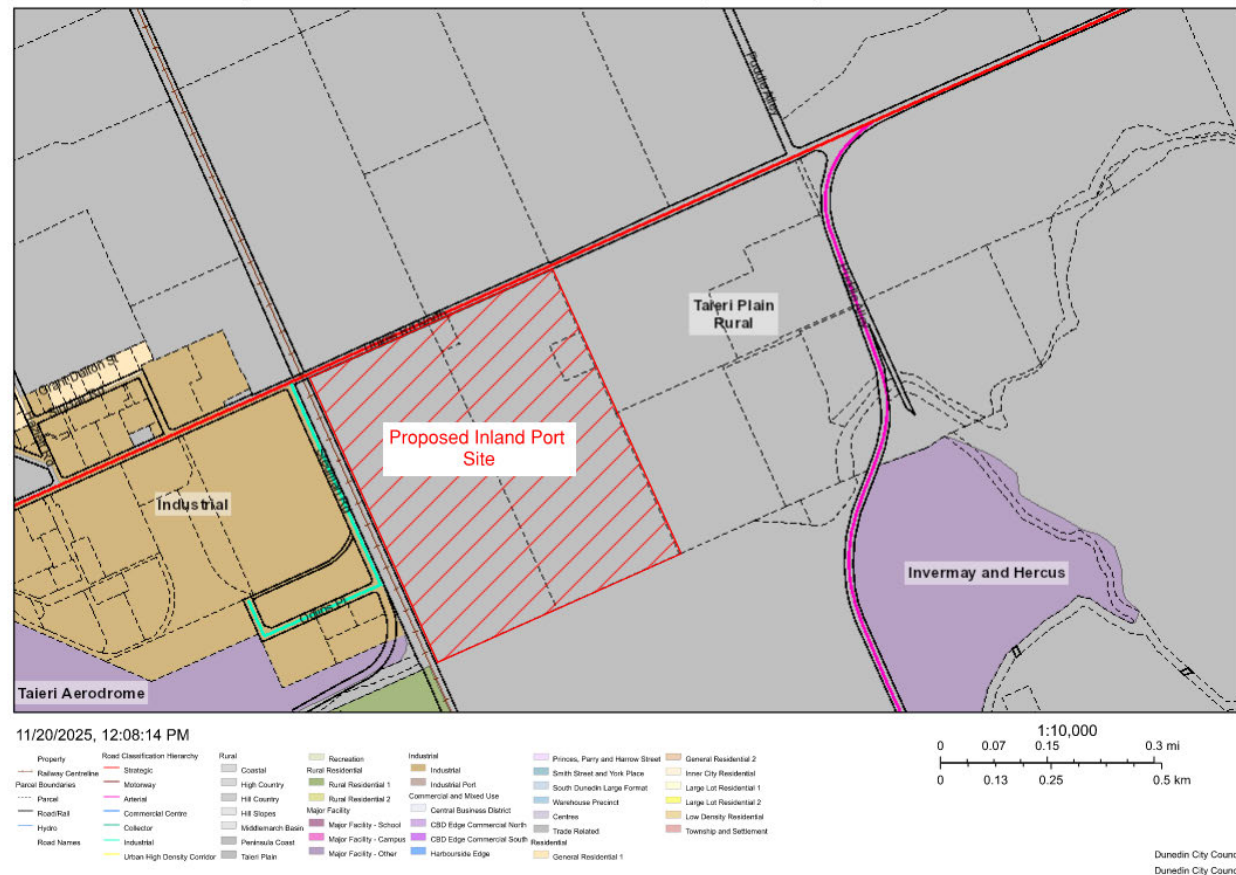 Puddle Alley
Taieri Plain
Rural
Proposed Inland Port
Site
Industrial
Invermay and Hercus
Taieri Aerodrome
11/20/2025, 12:08:14 PM
1:10,000
0 0.07 0.15 0.3 mi
0 0.13 0.25 0.5 km
Property
Railway Centreline
Parcel Boundaries
Parcel
Road/Rail
Hydro
Road Names
Road Classification Hierarchy
Strategic
Motorway
Arterial
Commercial Centre
Collector
Industrial
Urban High Density Corridor
Rural
Coastal
High Country
Hill Country
Hill Slopes
Middlemarch Basin
Peninsula Coast
Taieri Plain
Recreation
Rural Residential
Rural Residential 1
Rural Residential 2
Major Facility
Major Facility - School
Major Facility - Campus
Major Facility - Other
Industrial
Industrial
Industrial Port
Commercial and Mixed Use
Central Business District
CBD Edge Commercial North
CBD Edge Commercial South
Harbourside Edge
Princes, Parry and Harrow Street
Smith Street and York Place
South Dunedin Large Format
Warehouse Precinct
Centres
Trade Related
Residential
General Residential 1
General Residential 2
Inner City Residential
Large Lot Residential 1
Large Lot Residential 2
Low Density Residential
Township and Settlement
Dunedin City Counc
Dunedin City Counc